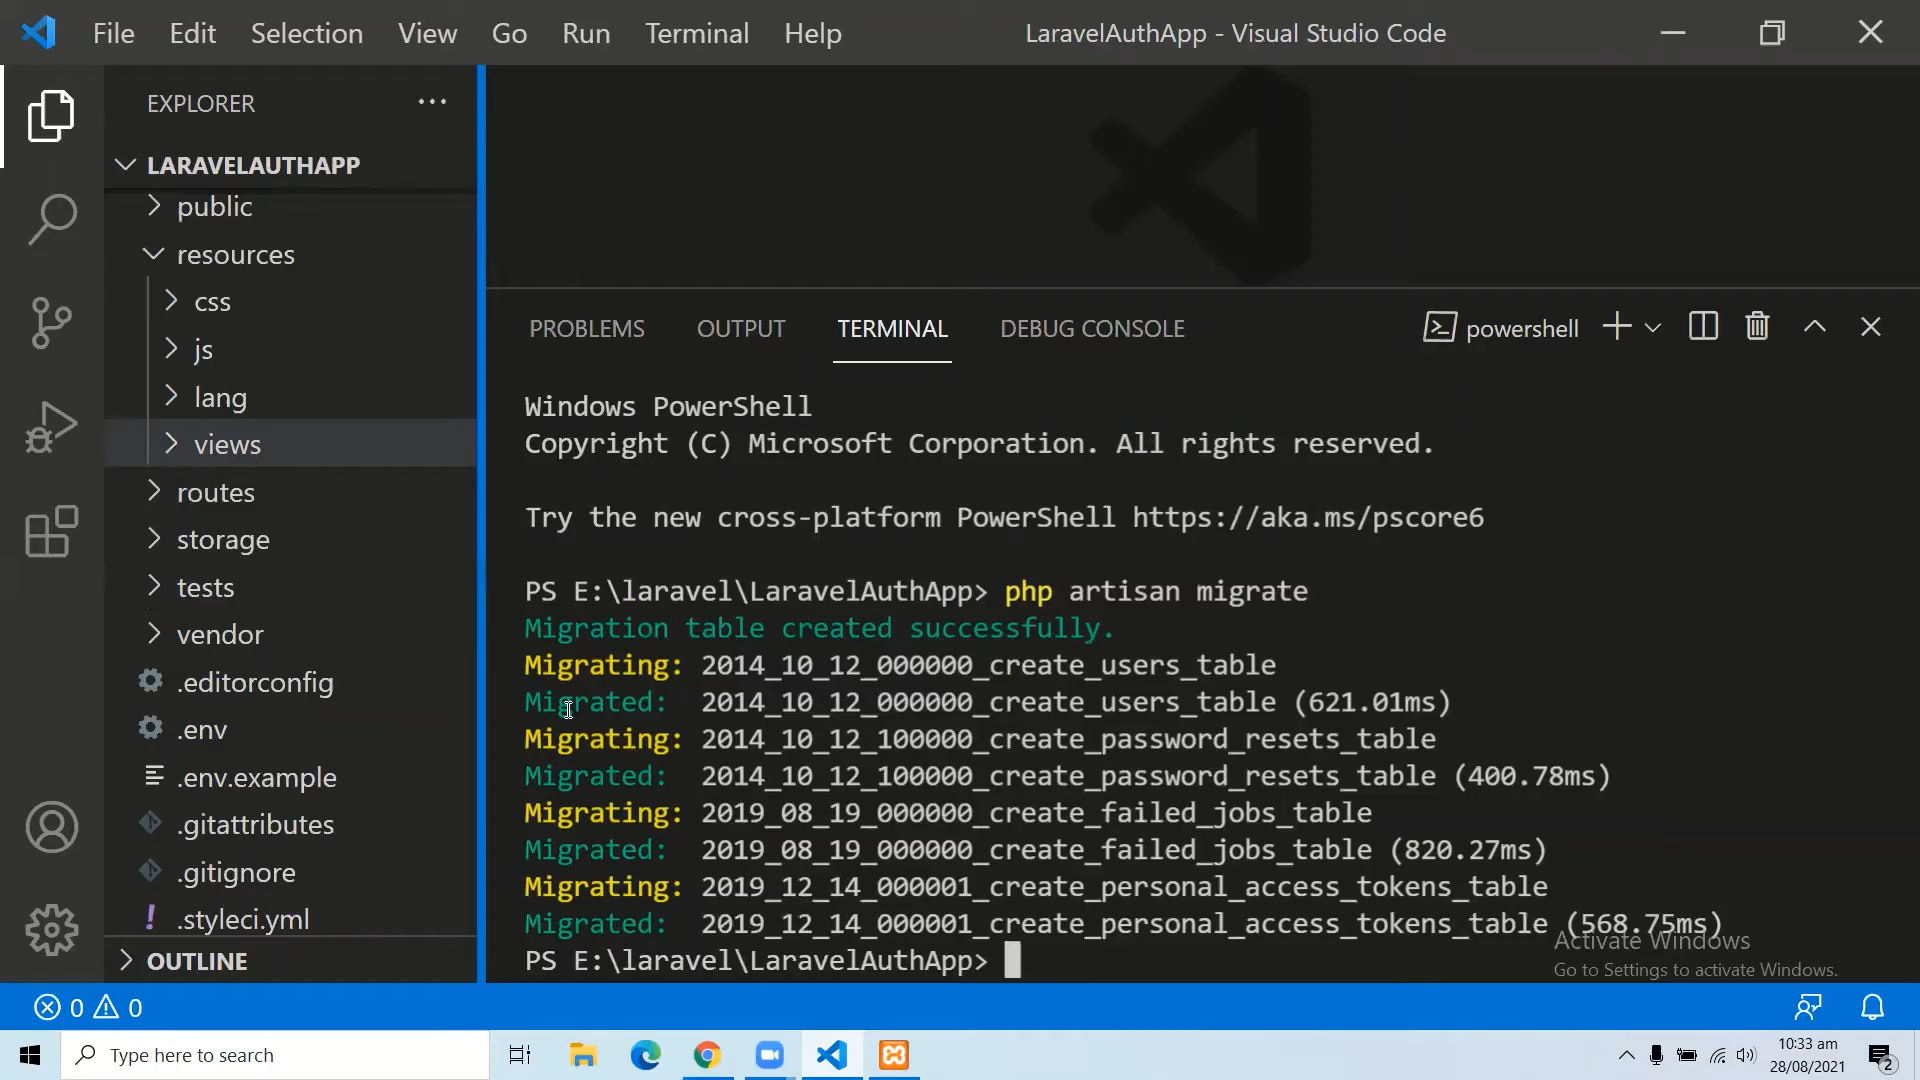 File Edit Selection View Go Run Terminal Help LaravelAuthApp - Visual Studio Code
EXPLORER
LARAVELAUTHAPP
public
resources
css
js
lang
views
routes
storage
tests
vendor
.editorconfig
.env
.env.example
.gitattributes
.gitignore
.styleci.yml
OUTLINE
PROBLEMS OUTPUT TERMINAL DEBUG CONSOLE powershell
Windows PowerShell
Copyright (C) Microsoft Corporation. All rights reserved.
Try the new cross-platform PowerShell https://aka.ms/pscore6
PS E:\laravel\LaravelAuthApp> php artisan migrate
Migration table created successfully.
Migrating: 2014_10_12_000000_create_users_table
Migrated:  2014_10_12_000000_create_users_table (621.01ms)
Migrating: 2014_10_12_100000_create_password_resets_table
Migrated:  2014_10_12_100000_create_password_resets_table (400.78ms)
Migrating: 2019_08_19_000000_create_failed_jobs_table
Migrated:  2019_08_19_000000_create_failed_jobs_table (820.27ms)
Migrating: 2019_12_14_000001_create_personal_access_tokens_table
Migrated:  2019_12_14_000001_create_personal_access_tokens_table (568.75ms)
PS E:\laravel\LaravelAuthApp>
Activate Windows
Go to Settings to activate Windows.
0 0
Type here to search
10:33 am
28/08/2021
2